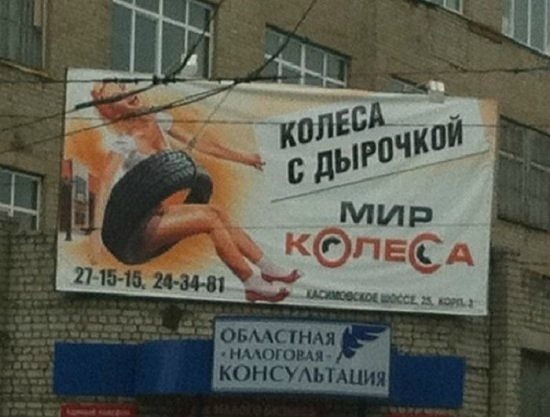 КОЛЕСА
С ДЫРОЧКОЙ
МИР
КОЛЕСА
27-15-15, 24-34-81
КАСИМОВСКОЕ ШОССЕ, 25, КОРП. 2
ОБЛАСТНАЯ
НАЛОГОВАЯ
КОНСУЛЬТАЦИЯ